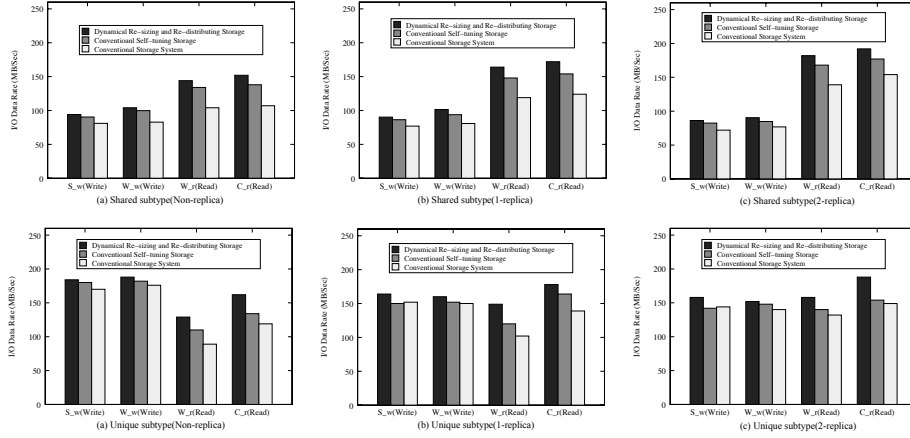 I/O Data Rate (MB/Sec)
250
200
150
100
50
0
Dynamical Re-sizing and Re-distributing Storage
Conventioanl Self-tuning Storage
Conventional Storage System
S_w(Write) W_w(Write) W_r(Read) C_r(Read)
(a) Shared subtype(Non-replica)
I/O Data Rate (MB/Sec)
250
200
150
100
50
0
Dynamical Re-sizing and Re-distributing Storage
Conventioanl Self-tuning Storage
Conventional Storage System
S_w(Write) W_w(Write) W_r(Read) C_r(Read)
(b) Shared subtype(1-replica)
I/O Data Rate (MB/Sec)
250
200
150
100
50
0
Dynamical Re-sizing and Re-distributing Storage
Conventioanl Self-tuning Storage
Conventional Storage System
S_w(Write) W_w(Write) W_r(Read) C_r(Read)
(c) Shared subtype(2-replica)
I/O Data Rate (MB/Sec)
250
200
150
100
50
0
Dynamical Re-sizing and Re-distributing Storage
Conventioanl Self-tuning Storage
Conventional Storage System
S_w(Write) W_w(Write) W_r(Read) C_r(Read)
(a) Unique subtype(Non-replica)
I/O Data Rate (MB/Sec)
250
200
150
100
50
0
Dynamical Re-sizing and Re-distributing Storage
Conventioanl Self-tuning Storage
Conventional Storage System
S_w(Write) W_w(Write) W_r(Read) C_r(Read)
(b) Unique subtype(1-replica)
I/O Data Rate (MB/Sec)
250
200
150
100
50
0
Dynamical Re-sizing and Re-distributing Storage
Conventioanl Self-tuning Storage
Conventional Storage System
S_w(Write) W_w(Write) W_r(Read) C_r(Read)
(c) Unique subtype(2-replica)